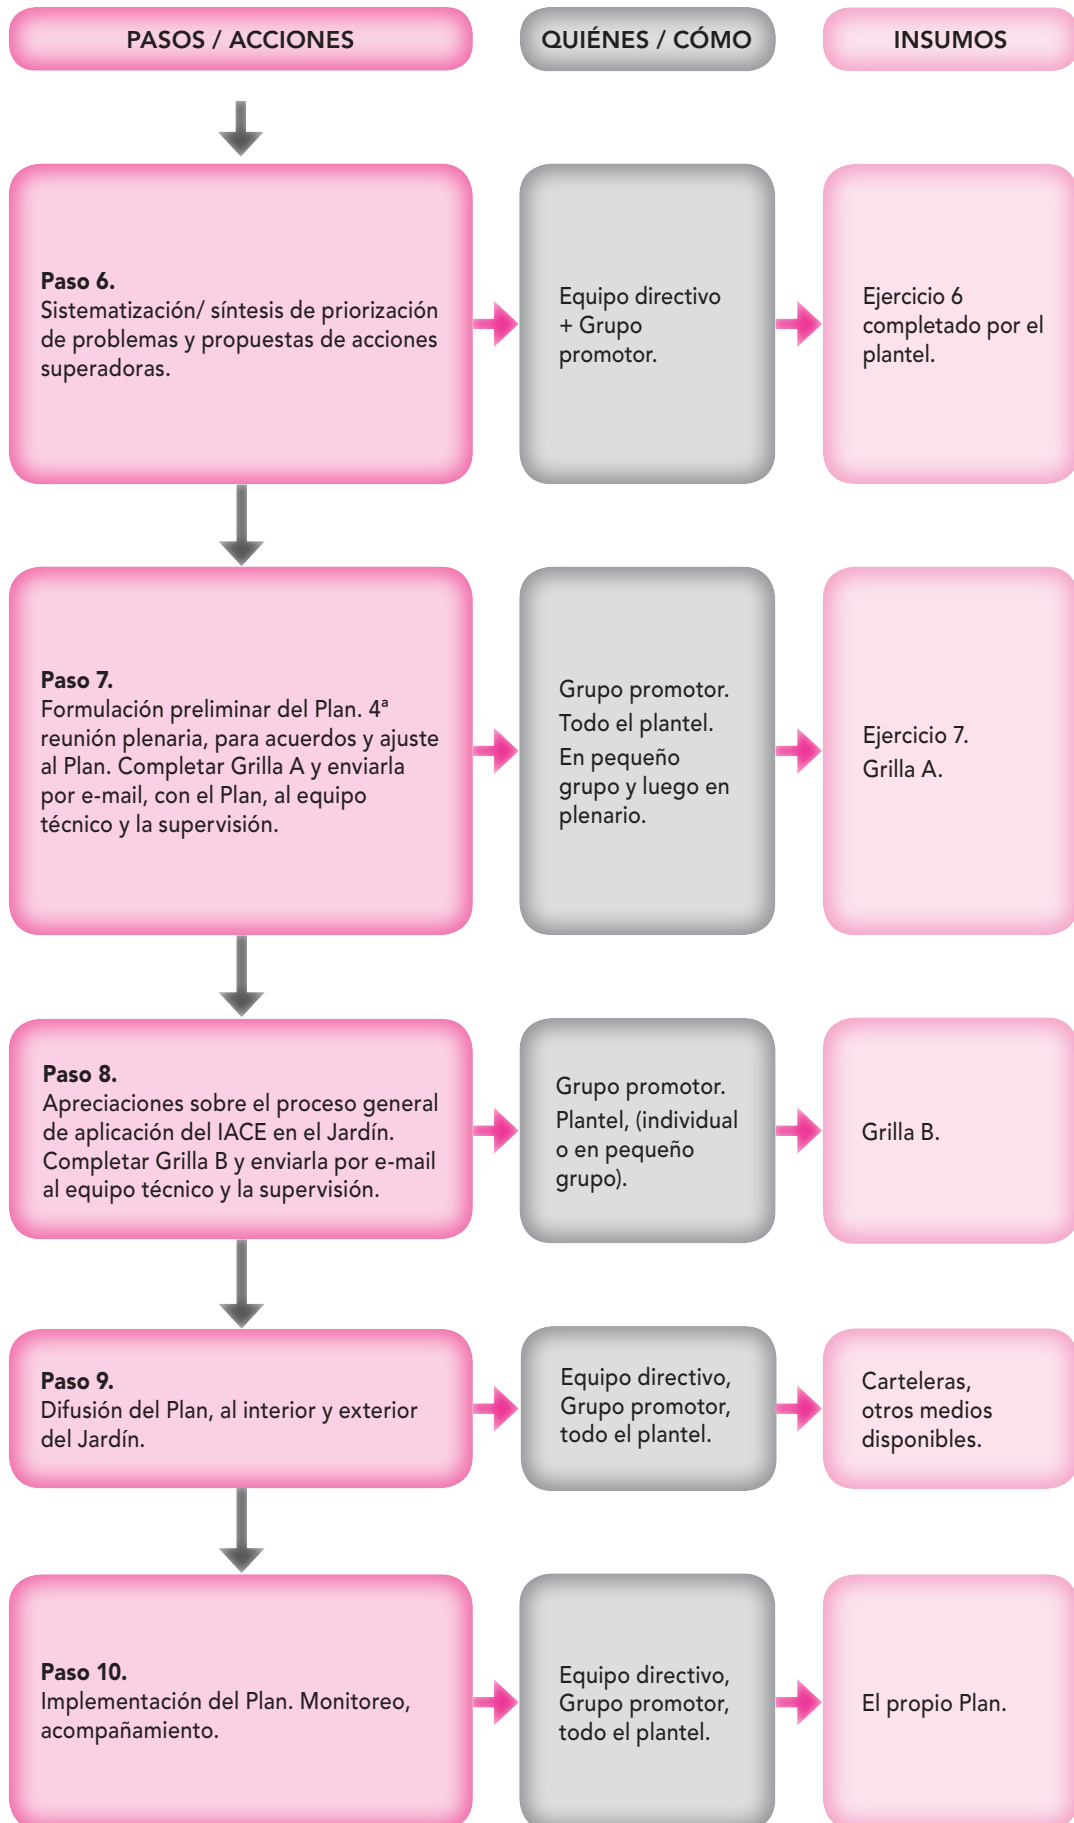 PASOS / ACCIONES
QUIÉNES / CÓMO
INSUMOS
Paso 6.
Sistematización/ síntesis de priorización
de problemas y propuestas de acciones
superadoras.
Equipo directivo
+ Grupo
promotor.
Ejercicio 6
completado por el
plantel.
Paso 7.
Formulación preliminar del Plan. 4ª
reunión plenaria, para acuerdos y ajuste
al Plan. Completar Grilla A y enviarla
por e-mail, con el Plan, al equipo
técnico y la supervisión.
Grupo promotor.
Todo el plantel.
En pequeño
grupo y luego en
plenario.
Ejercicio 7.
Grilla A.
Paso 8.
Apreciaciones sobre el proceso general
de aplicación del IACE en el Jardín.
Completar Grilla B y enviarla por e-mail
al equipo técnico y la supervisión.
Grupo promotor.
Plantel, (individual
o en pequeño
grupo).
Grilla B.
Paso 9.
Difusión del Plan, al interior y exterior
del Jardín.
Equipo directivo,
Grupo promotor,
todo el plantel.
Carteleras,
otros medios
disponibles.
Paso 10.
Implementación del Plan. Monitoreo,
acompañamiento.
Equipo directivo,
Grupo promotor,
todo el plantel.
El propio Plan.